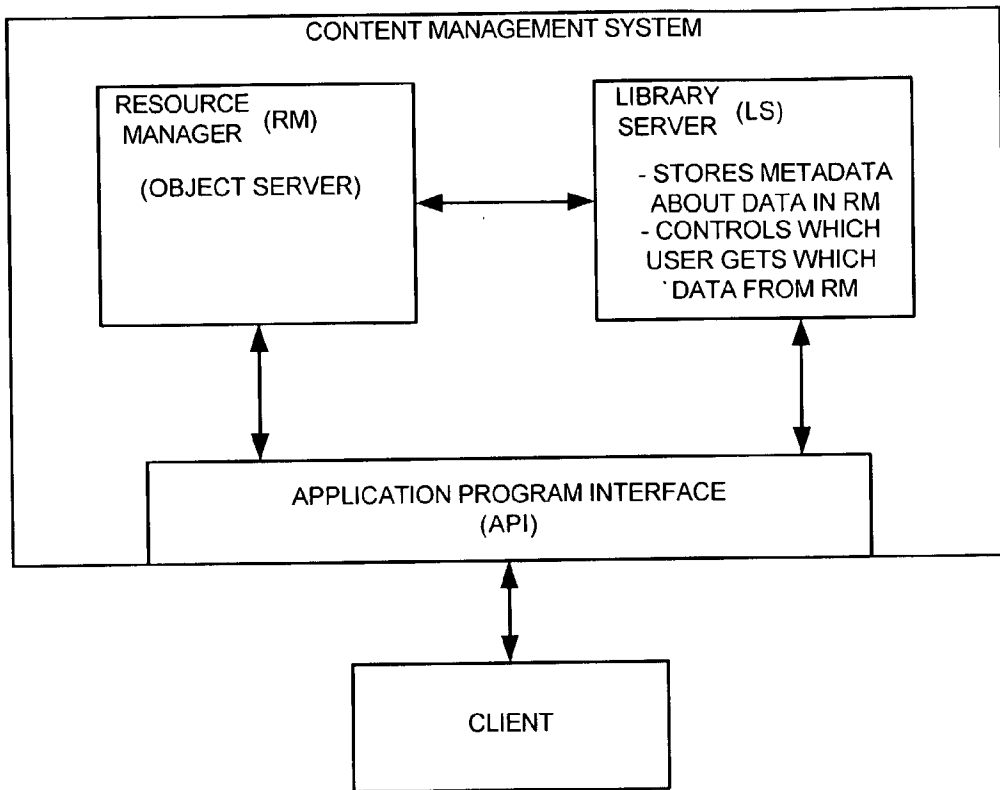 CONTENT MANAGEMENT SYSTEM
RESOURCE
MANAGER (RM)
(OBJECT SERVER)
LIBRARY
SERVER (LS)
- STORES METADATA
ABOUT DATA IN RM
- CONTROLS WHICH
USER GETS WHICH
DATA FROM RM
APPLICATION PROGRAM INTERFACE
(API)
CLIENT